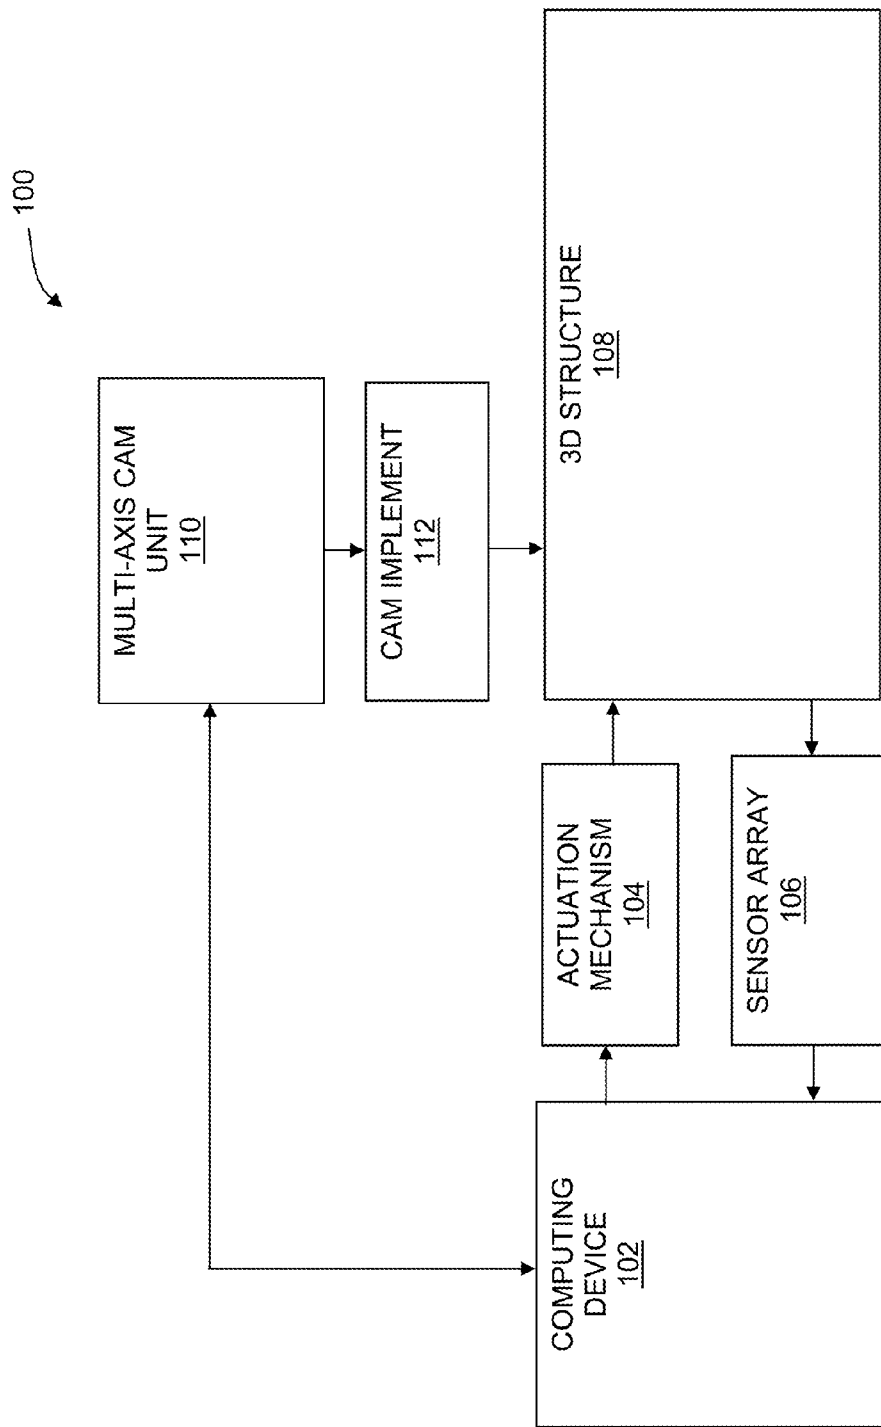 100
MULTI-AXIS CAM
UNIT
110
CAM IMPLEMENT
112
3D STRUCTURE
108
ACTUATION
MECHANISM
104
SENSOR ARRAY
106
COMPUTING
DEVICE
102